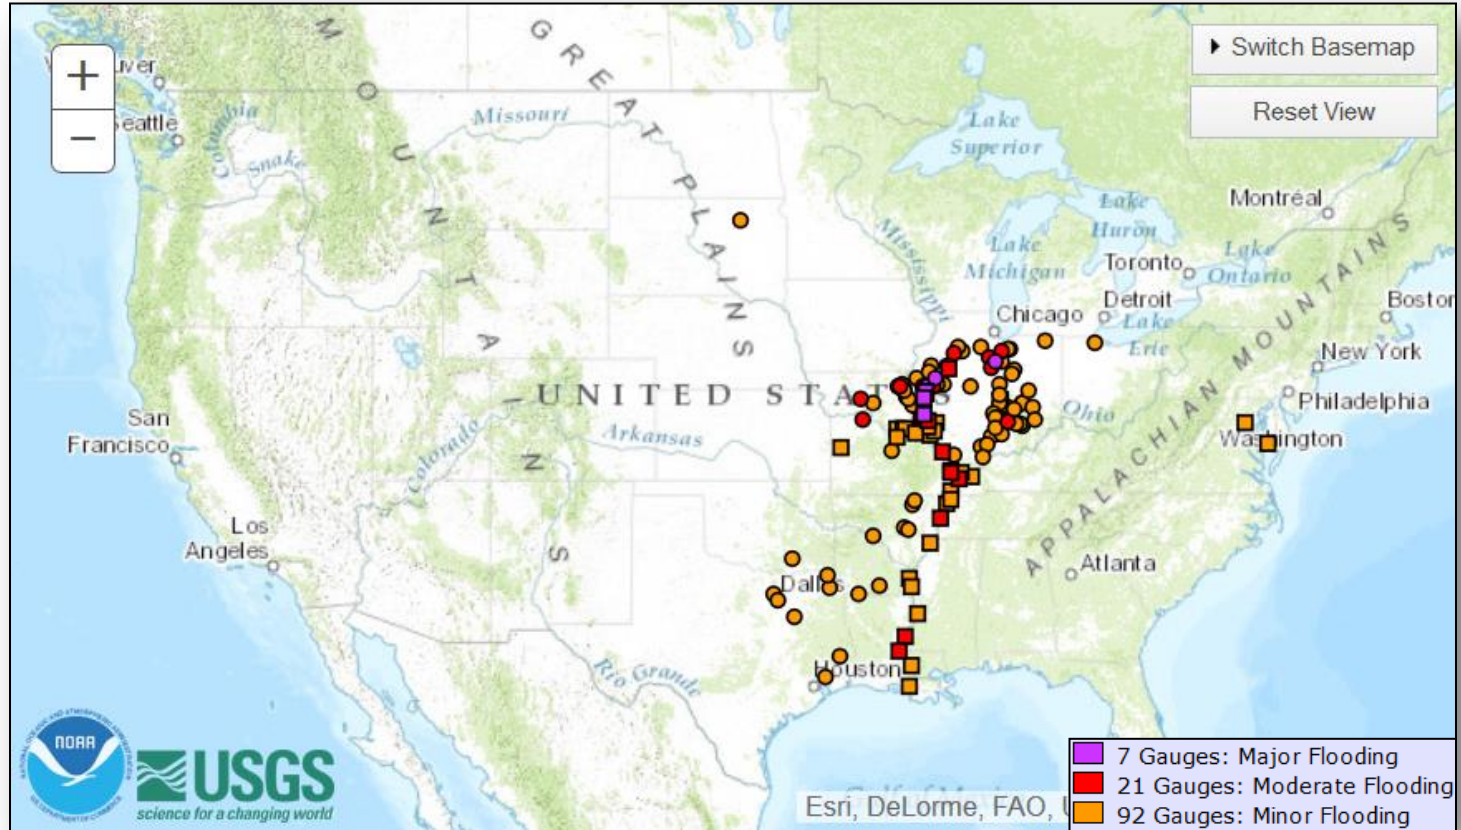 Switch Basemap
Reset View
+
−
Seattle
Columbia
Snake
MOUNTAINS
GREAT PLAINS
Missouri
Mississippi
Lake
Superior
Lake
Michigan
Lake
Huron
Lake
Ontario
Lake
Erie
Montréal
Toronto
Detroit
Chicago
Boston
New York
Philadelphia
Washington
UNITED STATES
Ohio
APPALACHIAN MOUNTAINS
San
Francisco
Colorado
Arkansas
Los
Angeles
Atlanta
Dallas
Houston
Rio Grande
NOAA
USGS
science for a changing world
Esri, DeLorme, FAO,
7 Gauges: Major Flooding
21 Gauges: Moderate Flooding
92 Gauges: Minor Flooding